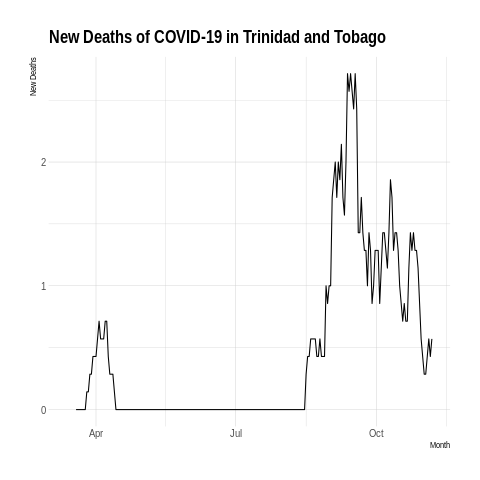 New Deaths of COVID-19 in Trinidad and Tobago
New Deaths
2
1
0
Apr Jul Oct
Month